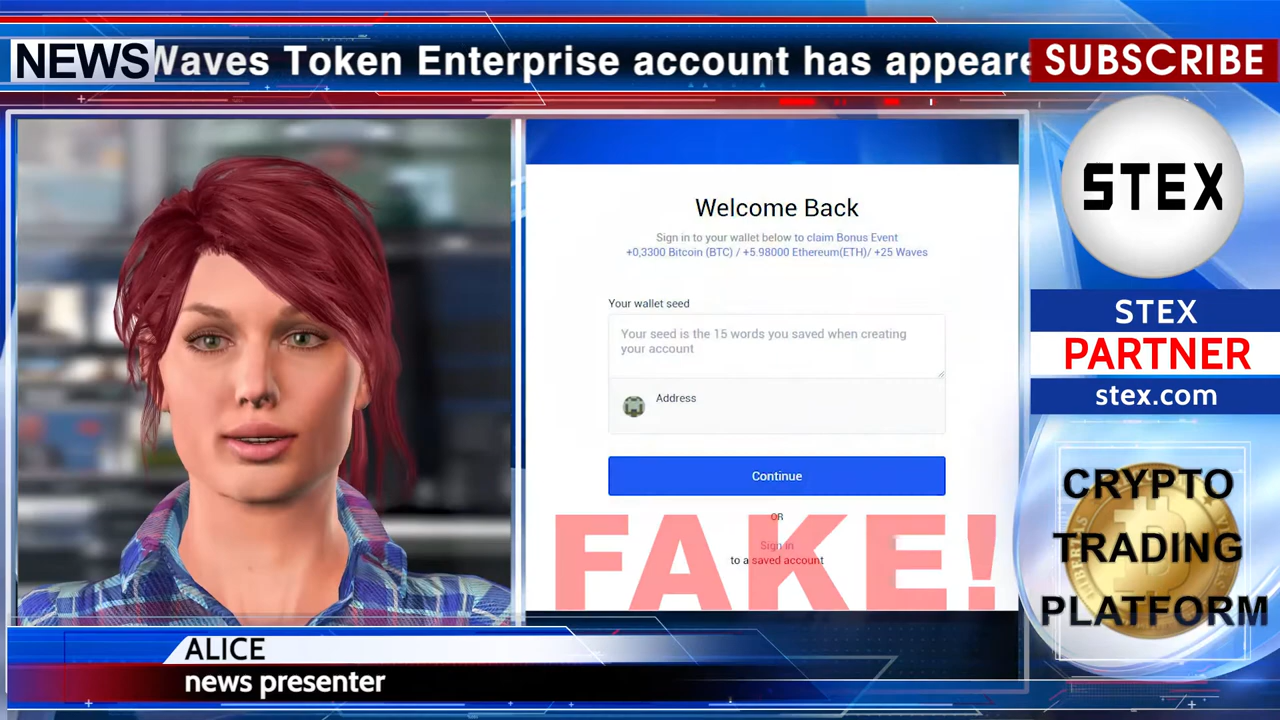 NEWS
Waves Token Enterprise account has appeare
SUBSCRIBE
Welcome Back
Sign in to your wallet below to claim Bonus Event
+0,3300 Bitcoin (BTC) / +5.98000 Ethereum(ETH)/ +25 Waves
Your wallet seed
Your seed is the 15 words you saved when creating
your account
Address
Continue
OR
Sign in
to a saved account
FAKE!
ALICE
news presenter
STEX
STEX
PARTNER
stex.com
CRYPTO
TRADING
PLATFORM